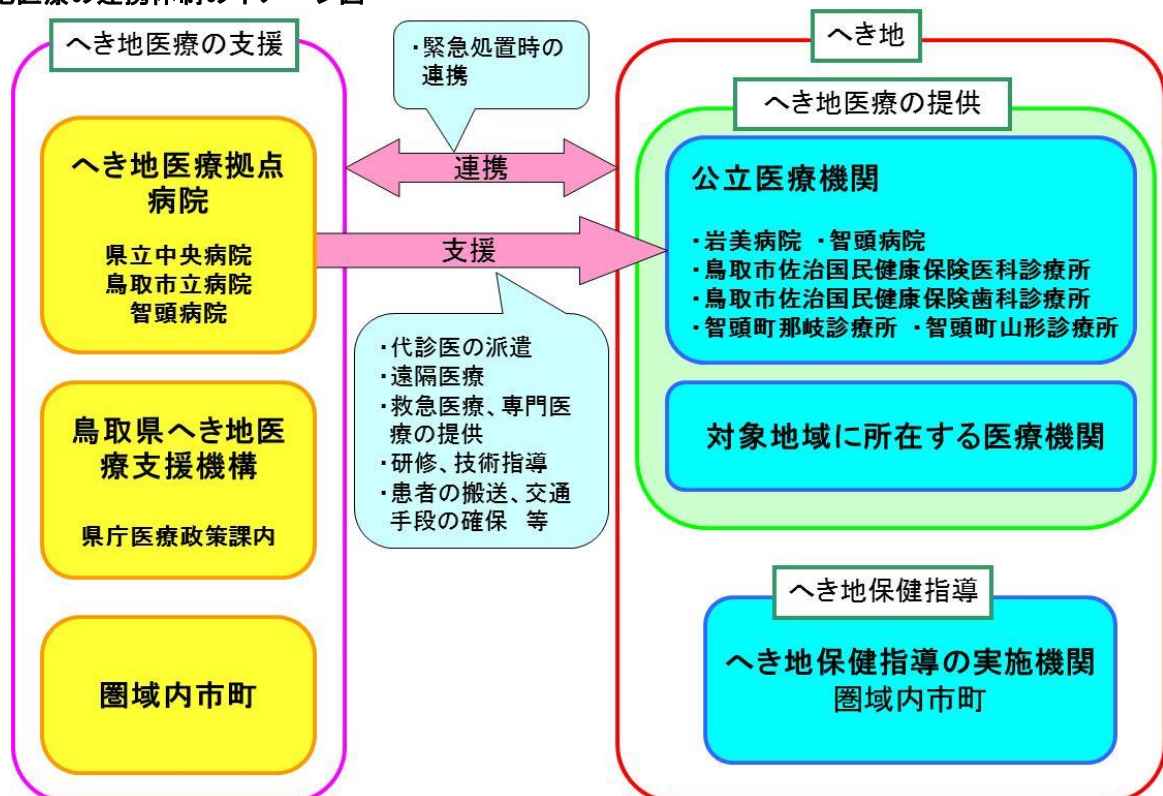 地医療の連携体制のイメージ図
へき地医療の支援
へき地医療拠点
病院
県立中央病院
鳥取市立病院
智頭病院
鳥取県へき地医
療支援機構
県庁医療政策課内
圏域内市町
・緊急処置時の
連携
連携
支援
・代診医の派遣
・遠隔医療
・救急医療、専門医
療の提供
・研修、技術指導
・患者の搬送、交通
手段の確保 等
へき地
へき地医療の提供
公立医療機関
・岩美病院 ・智頭病院
・鳥取市佐治国民健康保険医科診療所
・鳥取市佐治国民健康保険歯科診療所
・智頭町那岐診療所 ・智頭町山形診療所
対象地域に所在する医療機関
へき地保健指導
へき地保健指導の実施機関
圏域内市町